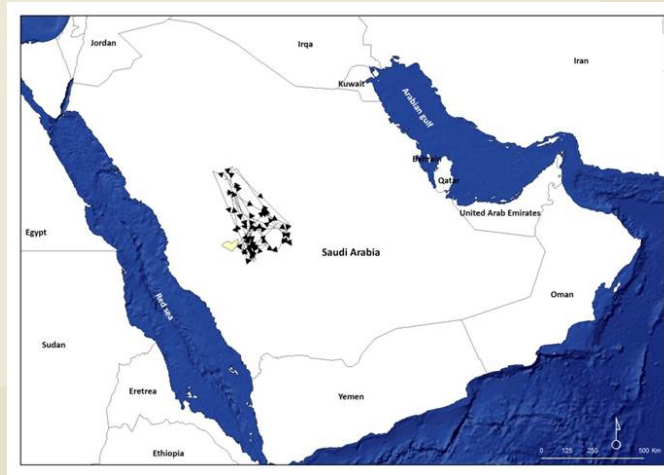 Jordan
Irqa
Iran
Kuwait
Arabian gulf
Bahrain
Qatar
Egypt
United Arab Emirates
Saudi Arabia
Red sea
Oman
Sudan
Eretrea
Yemen
Ethiopia
0 125 250 500 Km